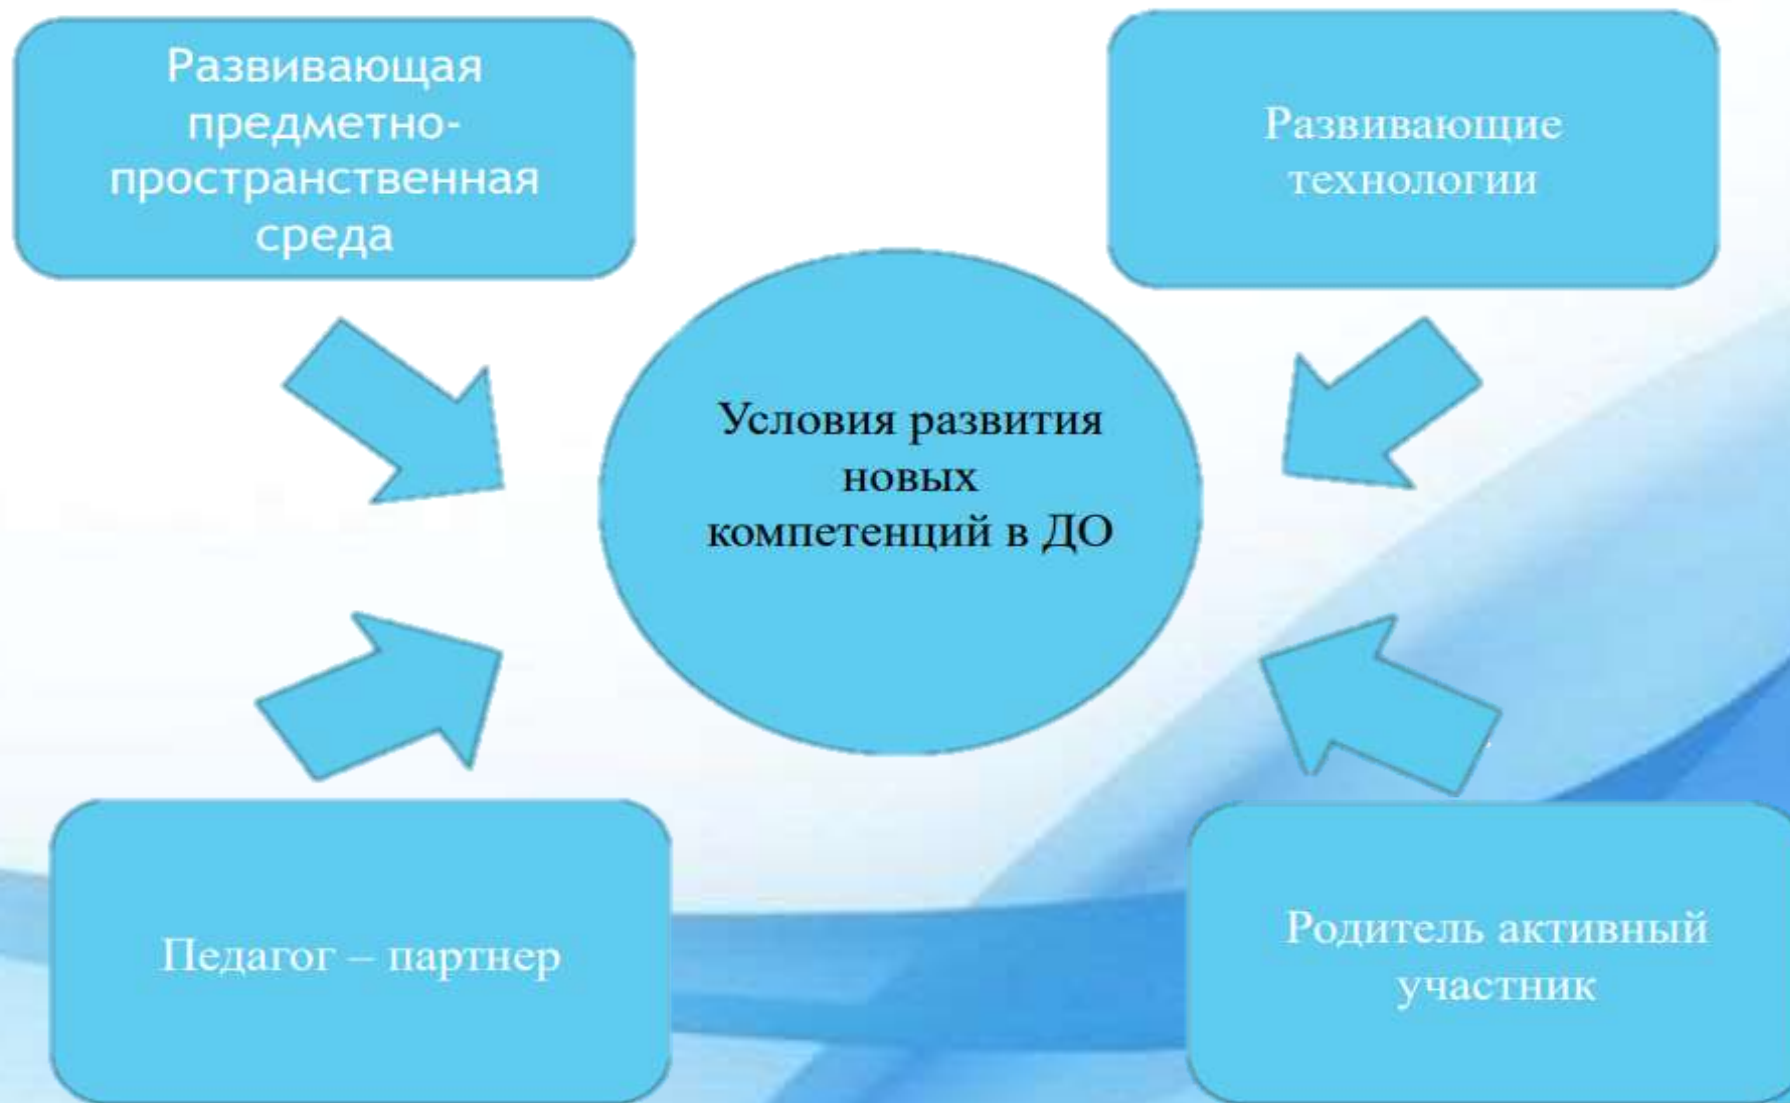 Развивающая
предметно-
пространственная
среда
Развивающие
технологии
Условия развития
новых
компетенций в ДО
Педагог – партнер
Родитель активный
участник